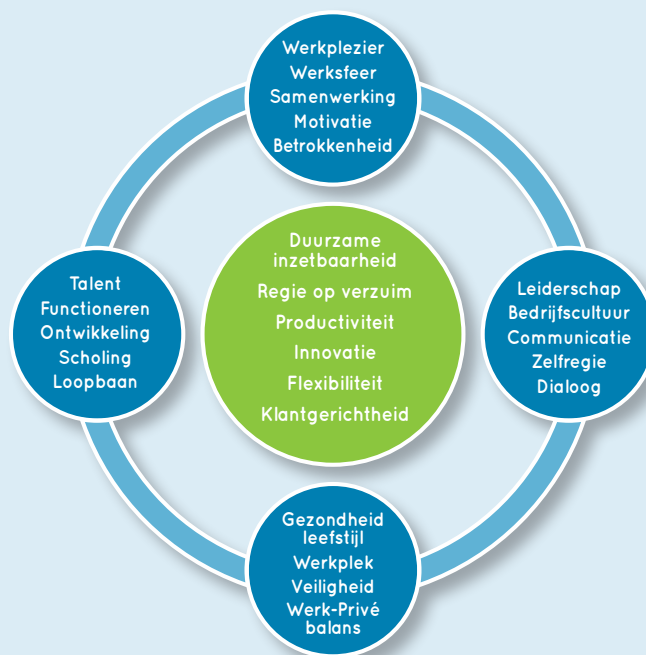 Werkplezier
Werksfeer
Samenwerking
Motivatie
Betrokkenheid
Talent
Functioneren
Ontwikkeling
Scholing
Loopbaan
Duurzame
inzetbaarheid
Regie op verzuim
Productiviteit
Innovatie
Flexibiliteit
Klantgerichtheid
Leiderschap
Bedrijfscultuur
Communicatie
Zelfregie
Dialoog
Gezondheid
leefstijl
Werkplek
Veiligheid
Werk-Privé
balans